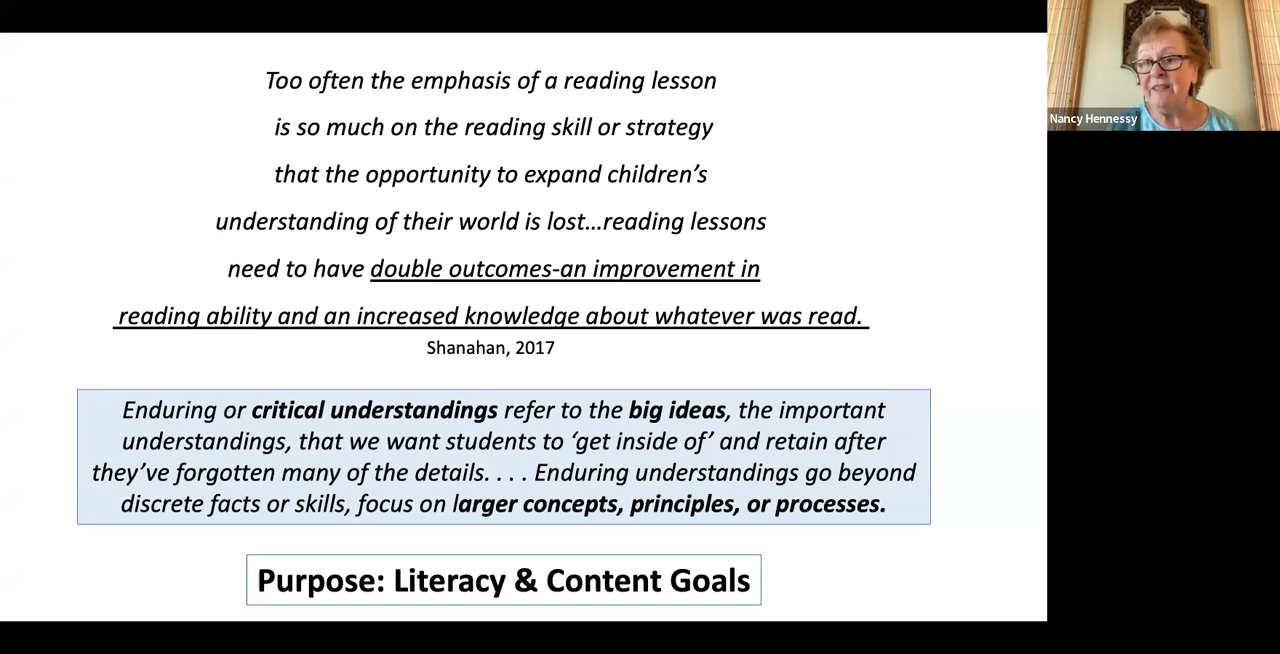 Too often the emphasis of a reading lesson
is so much on the reading skill or strategy
that the opportunity to expand children’s
understanding of their world is lost…reading lessons
need to have double outcomes-an improvement in
reading ability and an increased knowledge about whatever was read.
Shanahan, 2017
Enduring or critical understandings refer to the big ideas, the important
understandings, that we want students to ‘get inside of’ and retain after
they’ve forgotten many of the details. . . . Enduring understandings go beyond
discrete facts or skills, focus on larger concepts, principles, or processes.
Purpose: Literacy & Content Goals
Nancy Hennessy